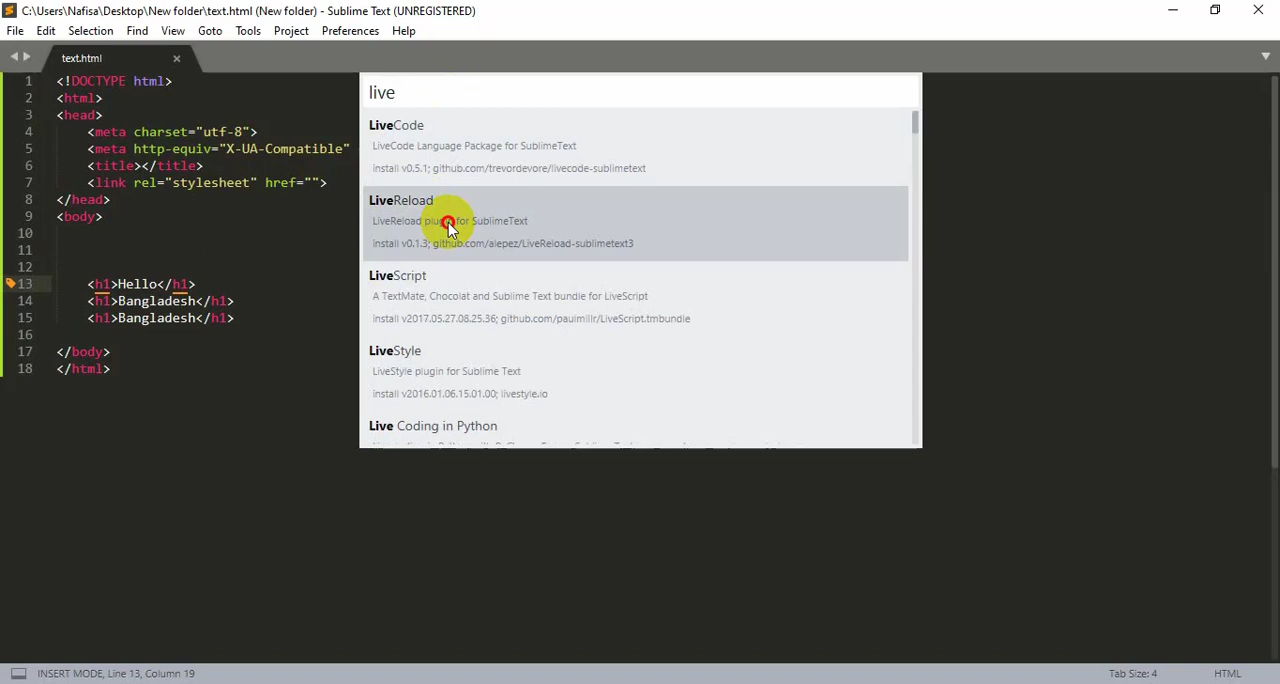 C:\Users\Nafisa\Desktop\New folder\text.html (New folder) - Sublime Text (UNREGISTERED)
File Edit Selection Find View Goto Tools Project Preferences Help
text.html
1 <!DOCTYPE html>
2 <html>
3 <head>
4 <meta charset="utf-8">
5 <meta http-equiv="X-UA-Compatible"
6 <title></title>
7 <link rel="stylesheet" href="">
8 </head>
9 <body>
10
11
12
13 <h1>Hello</h1>
14 <h1>Bangladesh</h1>
15 <h1>Bangladesh</h1>
16
17 </body>
18 </html>
live
LiveCode
LiveCode Language Package for SublimeText
install v0.5.1; github.com/trevordevore/livecode-sublimetext
LiveReload
LiveReload plugin for SublimeText
install v0.1.3; github.com/alepez/LiveReload-sublimetext3
LiveScript
A TextMate, Chocolat and Sublime Text bundle for LiveScript
install v2017.05.27.08.25.36; github.com/paulmillr/LiveScript.tmbundle
LiveStyle
LiveStyle plugin for Sublime Text
install v2016.01.06.15.01.00; livestyle.io
Live Coding in Python
INSERT MODE, Line 13, Column 19
Tab Size: 4
HTML